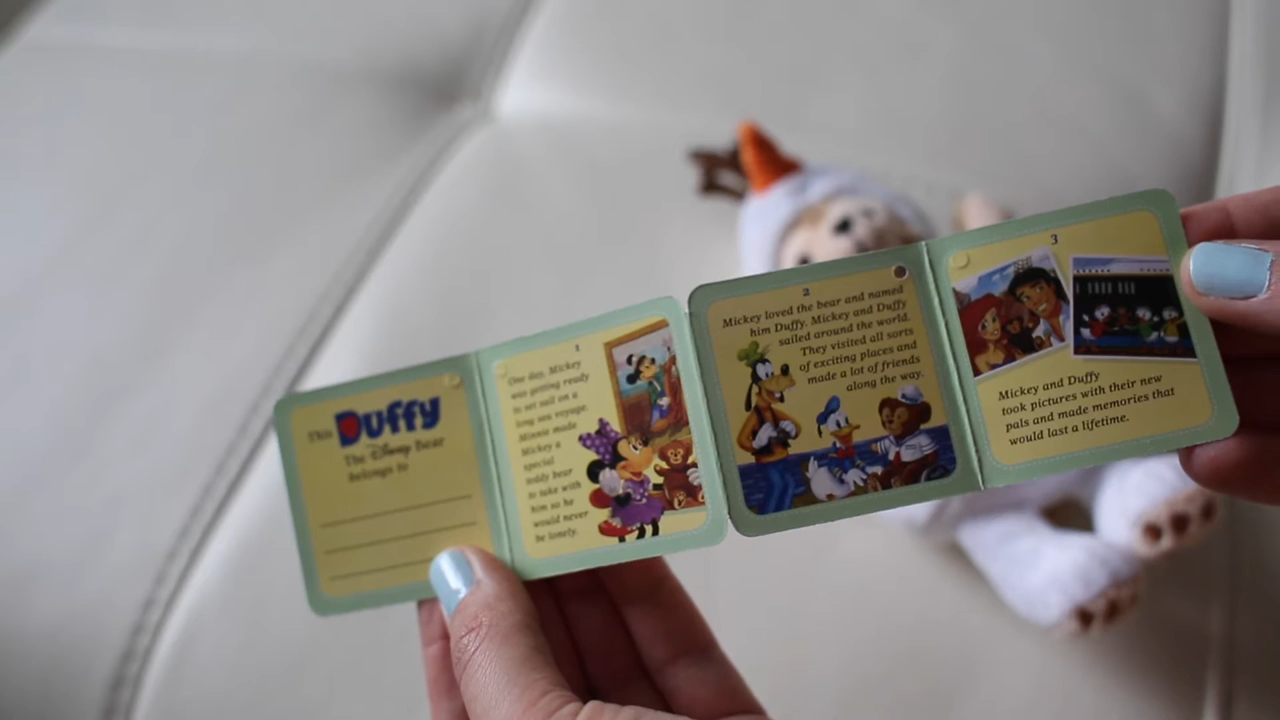 This Duffy
The Disney Bear
Belongs to
1
One day, Mickey
was getting ready
to set sail on a
long sea voyage.
Minnie made
Mickey a
special
teddy bear
to take with
him so he
would never
be lonely.
2
Mickey loved the bear and named
him Duffy. Mickey and Duffy
sailed around the world.
They visited all sorts
of exciting places and
made a lot of friends
along the way.
3
Mickey and Duffy
took pictures with their new
pals and made memories that
would last a lifetime.